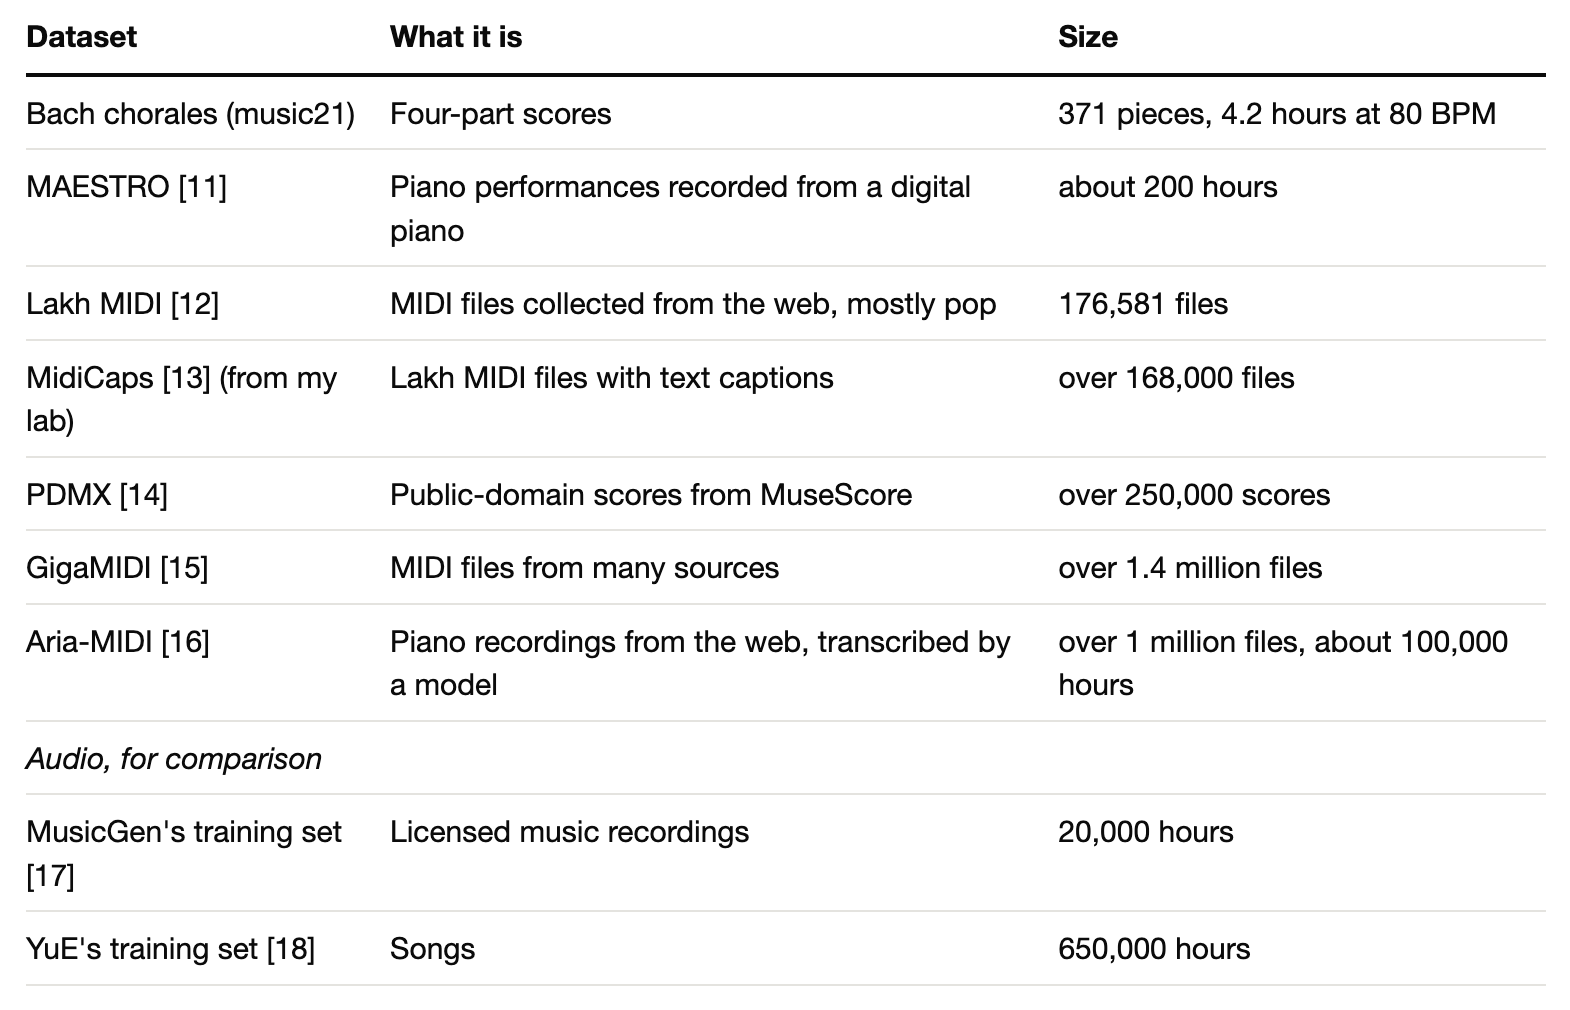 Dataset What it is Size
Bach chorales (music21) Four-part scores 371 pieces, 4.2 hours at 80 BPM
MAESTRO [11] Piano performances recorded from a digital about 200 hours
piano
Lakh MIDI [12] MIDI files collected from the web, mostly pop 176,581 files
MidiCaps [13] (from my Lakh MIDI files with text captions over 168,000 files
lab)
PDMX [14] Public-domain scores from MuseScore over 250,000 scores
GigaMIDI [15] MIDI files from many sources over 1.4 million files
Aria-MIDI [16] Piano recordings from the web, transcribed by over 1 million files, about 100,000
a model hours
Audio, for comparison
MusicGen's training set Licensed music recordings 20,000 hours
[17]
YuE's training set [18] Songs 650,000 hours